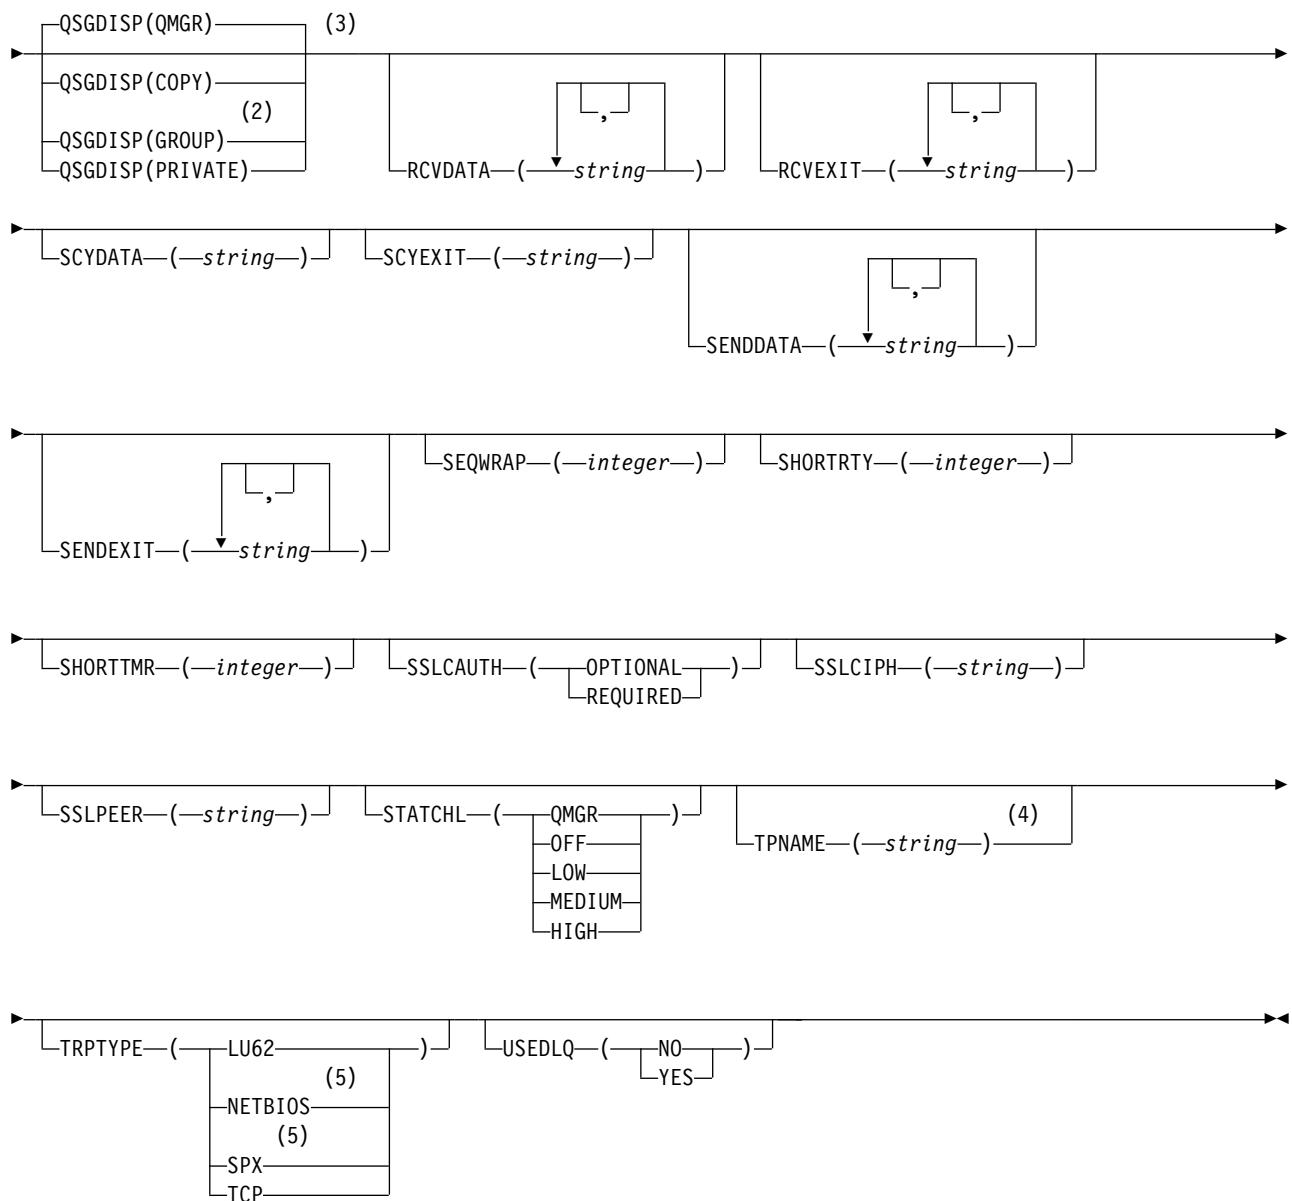 QSGDISP(QMGR) (3)
QSGDISP(COPY)
(2)
QSGDISP(GROUP)
QSGDISP(PRIVATE)
,
RCVDATA ( string )
,
RCVEXIT ( string )
SCYDATA ( string ) SCYEXIT ( string )
,
SENDDATA ( string )
,
SENDEXIT ( string )
SEQWRAP ( integer ) SHORTRTY ( integer )
SHORTTMR ( integer ) SSLCAUTH ( OPTIONAL )
REQUIRED
SSLCIPH ( string )
SSLPEER ( string ) STATCHL ( QMGR )
OFF
LOW
MEDIUM
HIGH
(4)
TPNAME ( string )
TRPTYPE ( LU62 )
(5)
NETBIOS
(5)
SPX
TCP
USEDLQ ( NO )
YES